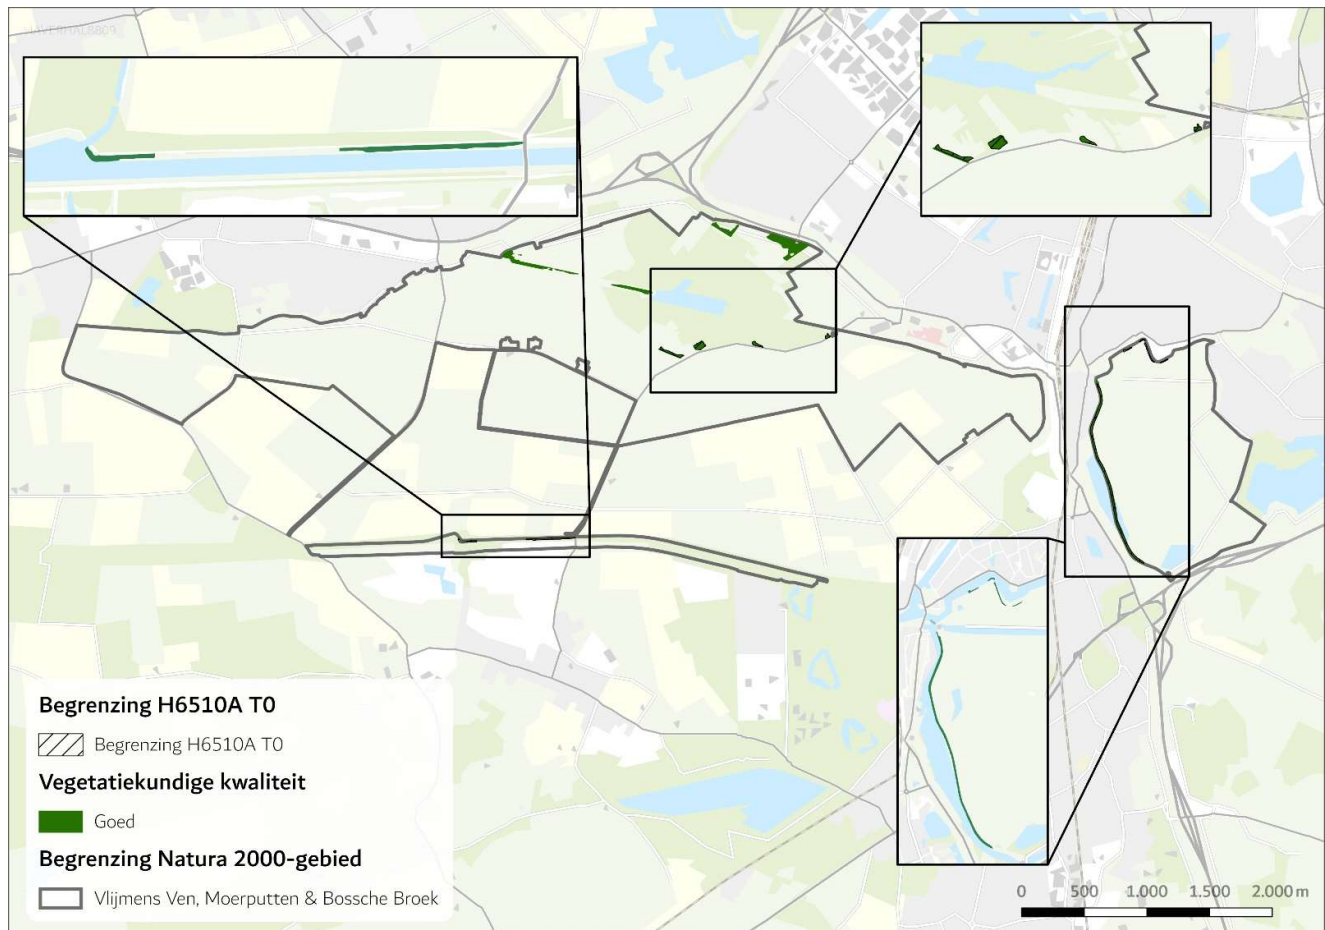 Begrenzing H6510A T0
Begrenzing H6510A T0
Vegetatiekundige kwaliteit
Goed
Begrenzing Natura 2000-gebied
Vlijmens Ven, Moerputten & Bossche Broek
0 500 1.000 1.500 2.000 m